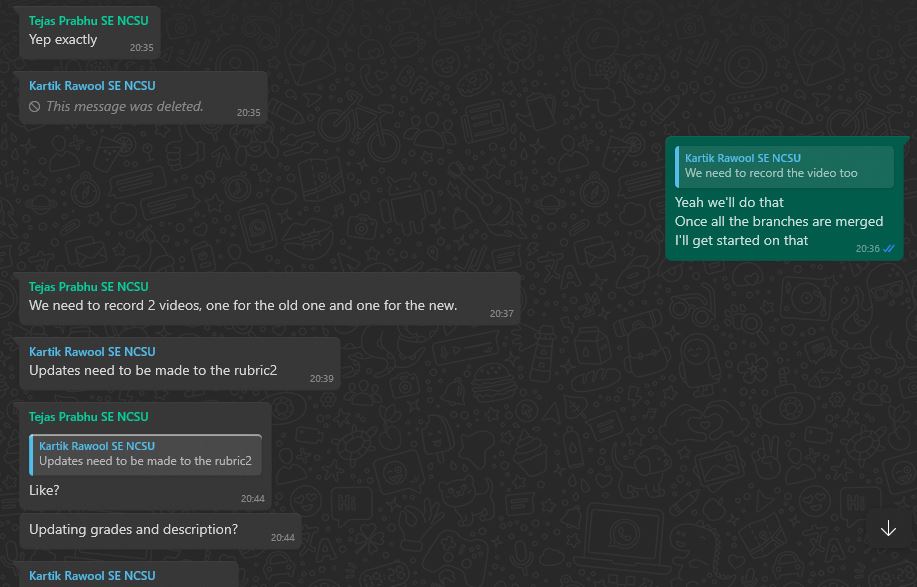 Tejas Prabhu SE NCSU
Yep exactly
20:35
Kartik Rawool SE NCSU
This message was deleted.
20:35
Kartik Rawool SE NCSU
We need to record the video too
Yeah we'll do that
Once all the branches are merged
I'll get started on that
20:36
Tejas Prabhu SE NCSU
We need to record 2 videos, one for the old one and one for the new.
20:37
Kartik Rawool SE NCSU
Updates need to be made to the rubric2
20:39
Tejas Prabhu SE NCSU
Kartik Rawool SE NCSU
Updates need to be made to the rubric2
Like?
20:44
Updating grades and description?
20:44
Kartik Rawool SE NCSU